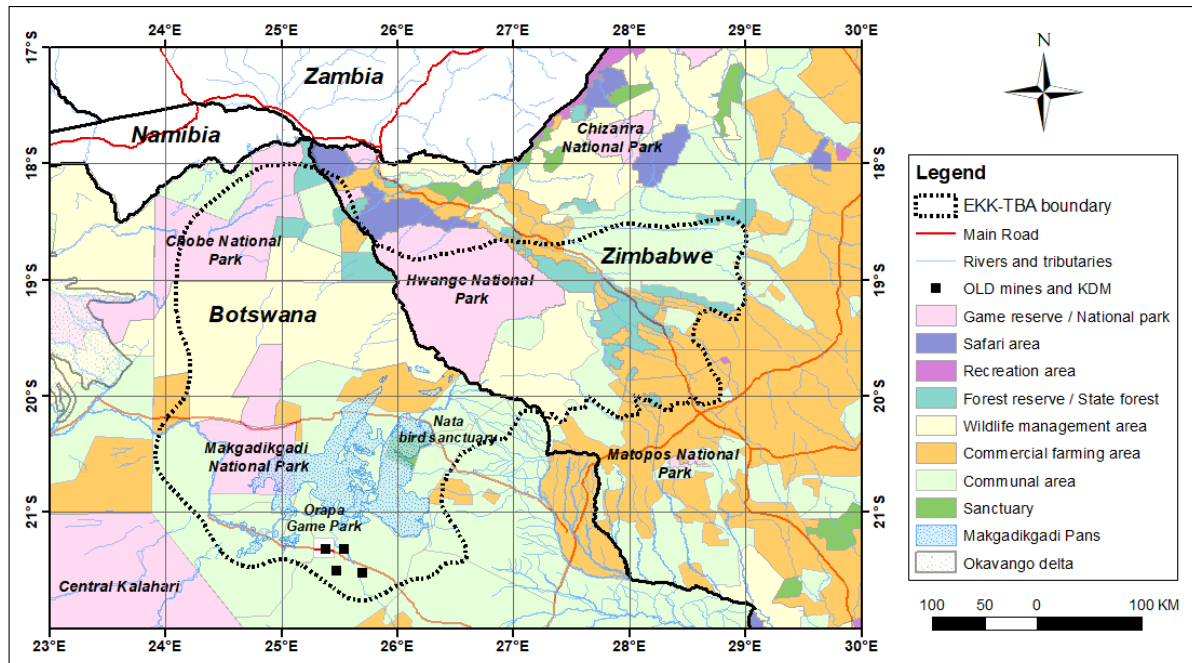 24°E 25°E 26°E 27°E 28°E 29°E 30°E
17°S
18°S
19°S
20°S
21°S
17°S
18°S
19°S
20°S
21°S
23°E 24°E 25°E 26°E 27°E 28°E 29°E 30°E
Zambia
Namibia
Chizarira
National Park
Chobe National
Park
Zimbabwe
Hwange National
Park
Botswana
Nata
bird sanctuary
Makgadikgadi
National Park
Matopos National
Park
Orapa
Game Park
Central Kalahari
N
Legend
EKK-TBA boundary
Main Road
Rivers and tributaries
OLD mines and KDM
Game reserve / National park
Safari area
Recreation area
Forest reserve / State forest
Wildlife management area
Commercial farming area
Communal area
Sanctuary
Makgadikgadi Pans
Okavango delta
100 50 0 100 KM